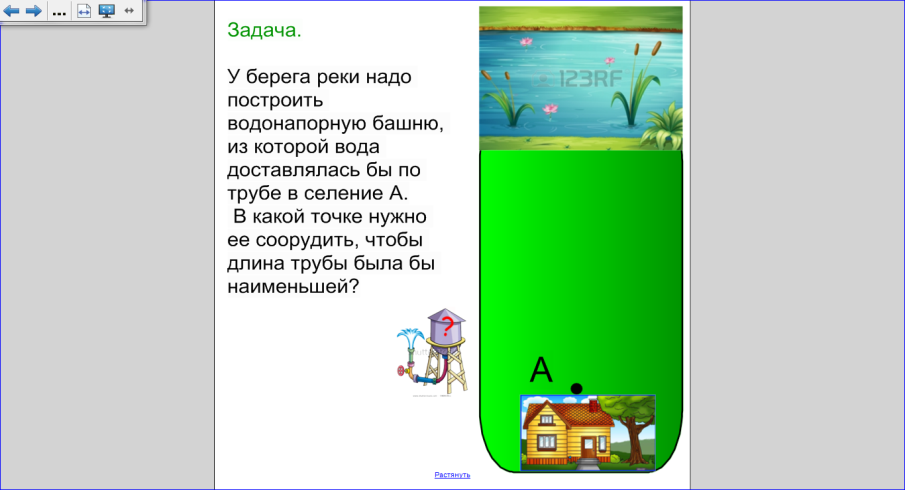 Задача.
У берега реки надо
построить
водонапорную башню,
из которой вода
доставлялась бы по
трубе в селение А.
В какой точке нужно
ее соорудить, чтобы
длина трубы была бы
наименьшей?
123RF
?
А
Растянуть